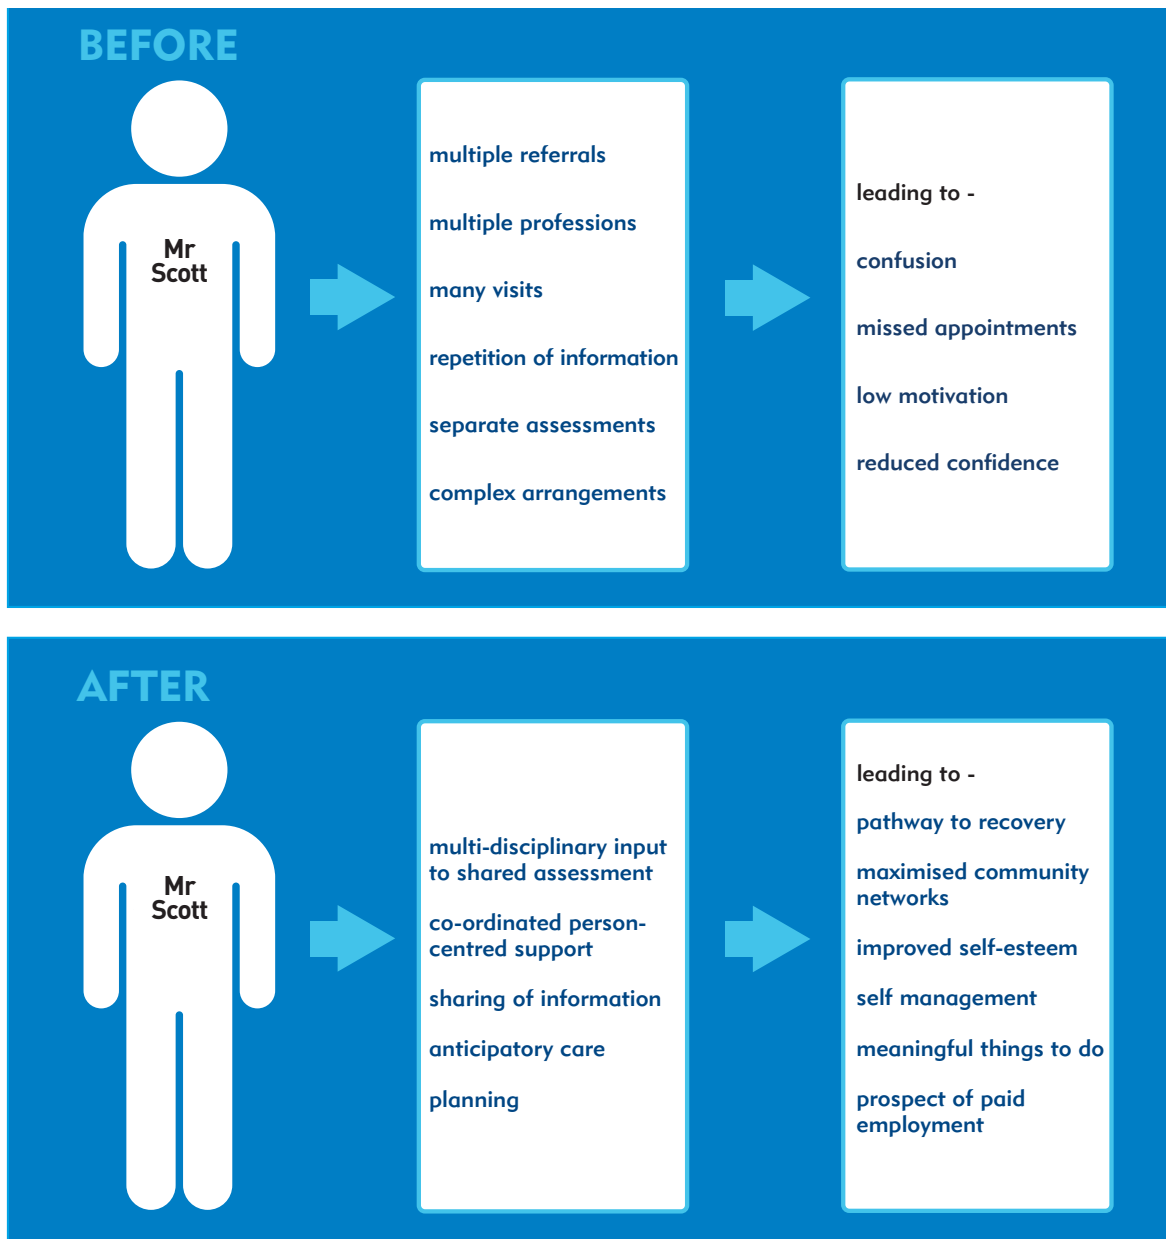 BEFORE
Mr
Scott
multiple referrals
multiple professions
many visits
repetition of information
separate assessments
complex arrangements
leading to -
confusion
missed appointments
low motivation
reduced confidence
AFTER
Mr
Scott
multi-disciplinary input
to shared assessment
co-ordinated person-
centred support
sharing of information
anticipatory care
planning
leading to -
pathway to recovery
maximised community
networks
improved self-esteem
self management
meaningful things to do
prospect of paid
employment